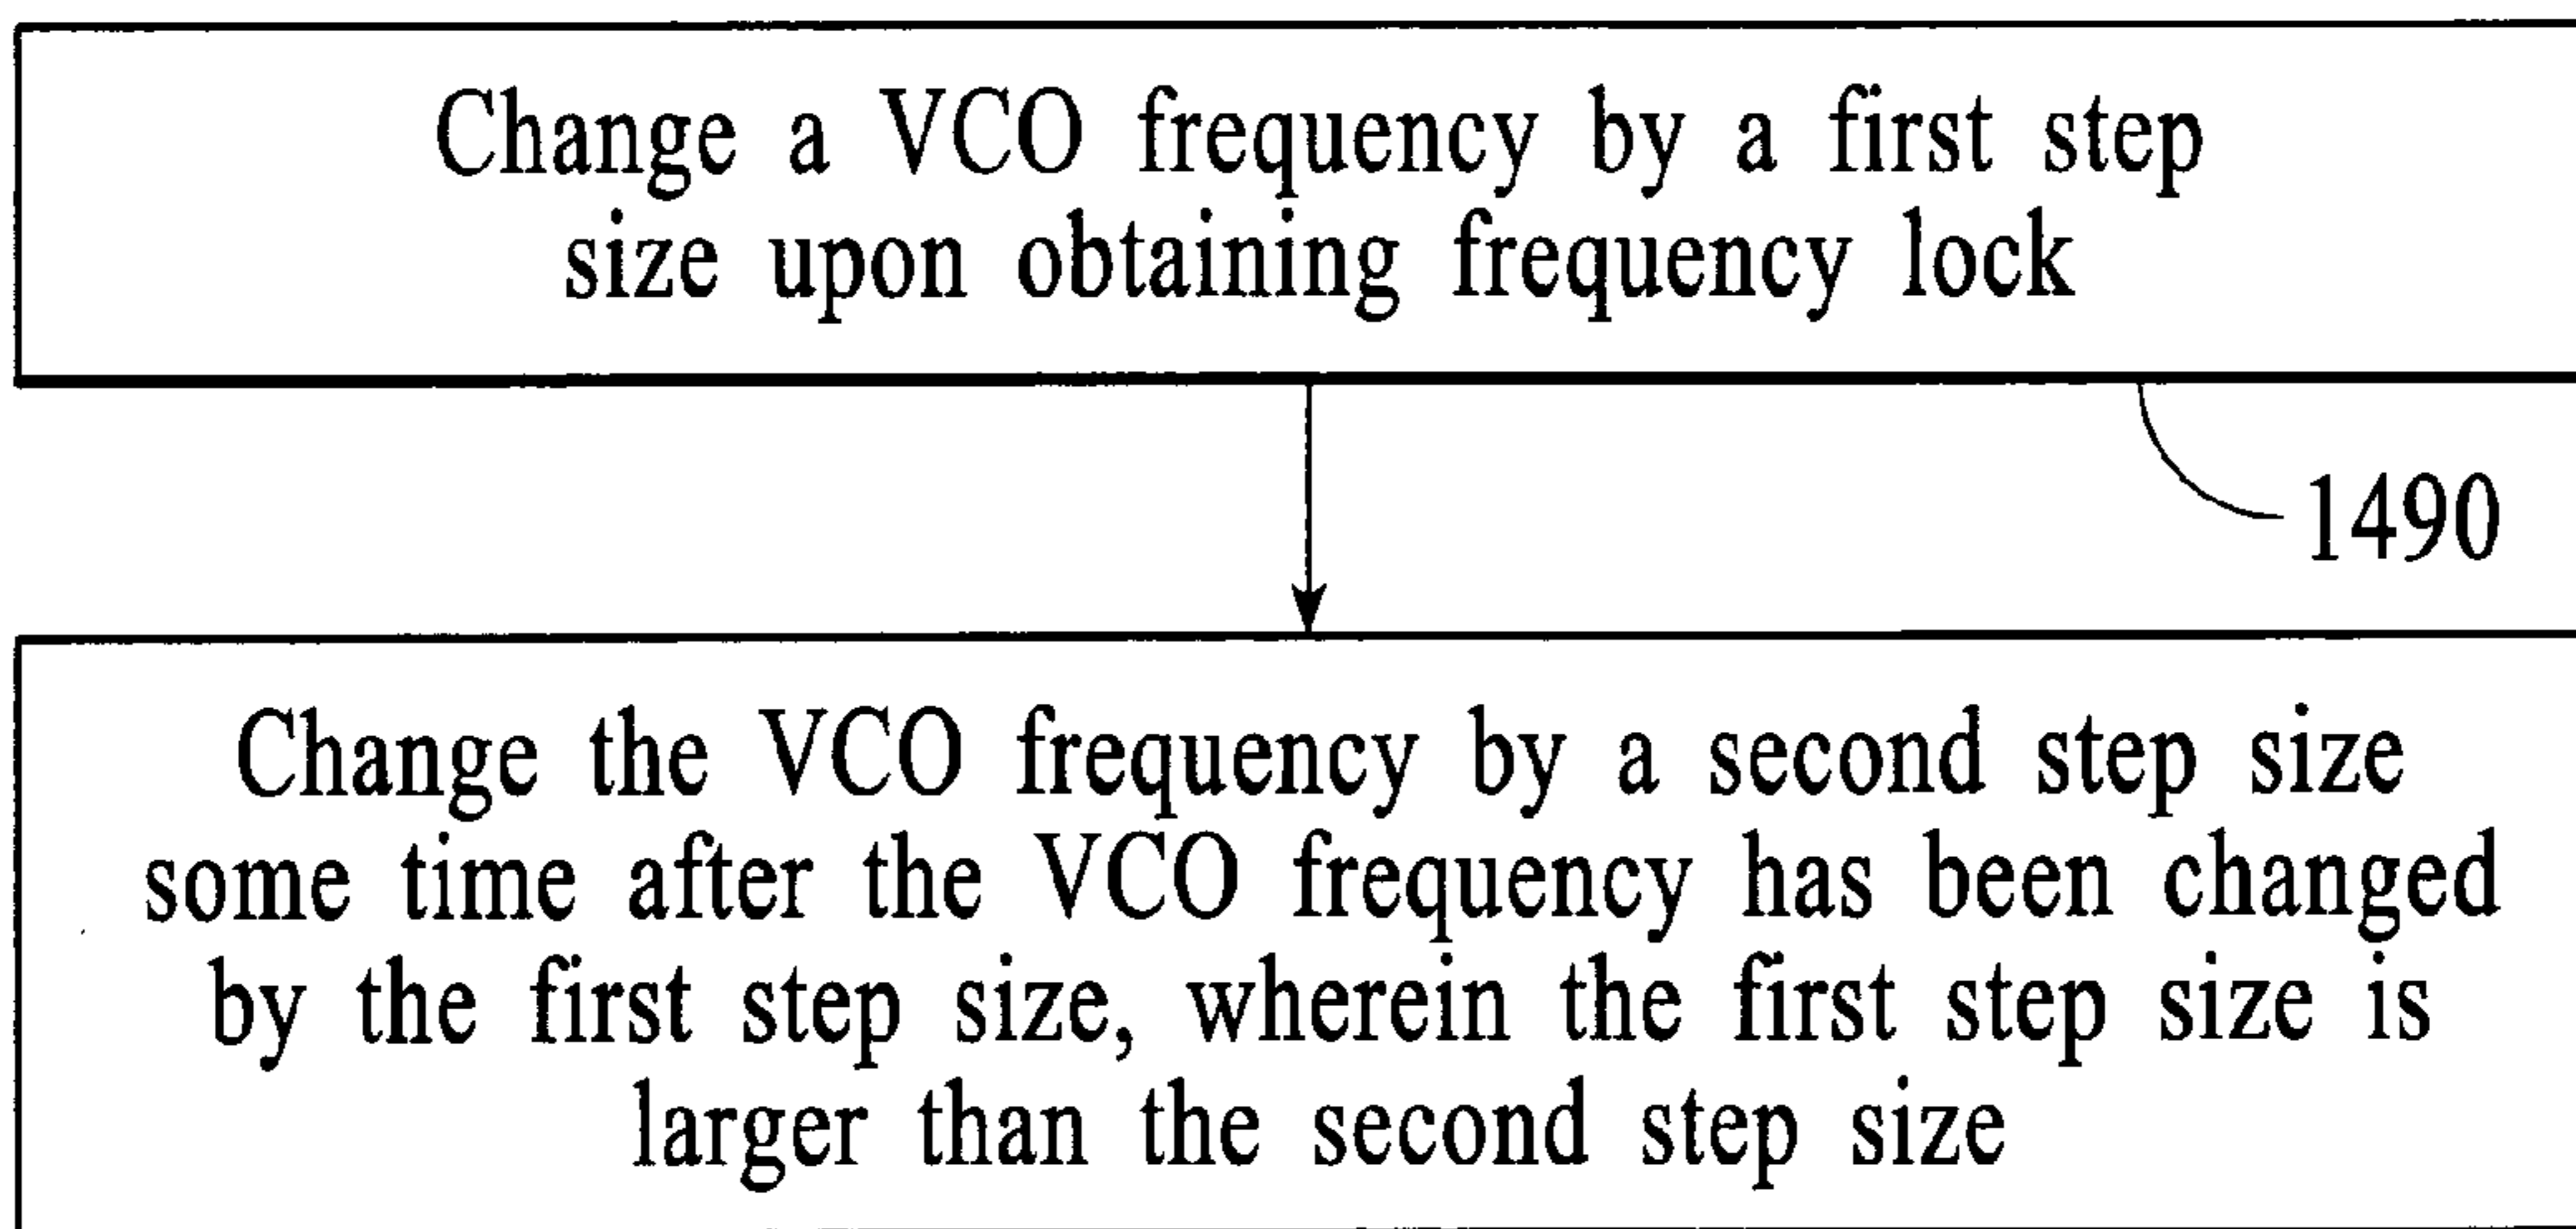 Change a VCO frequency by a first step
size upon obtaining frequency lock
1490
Change the VCO frequency by a second step size
some time after the VCO frequency has been changed
by the first step size, wherein the first step size is
larger than the second step size